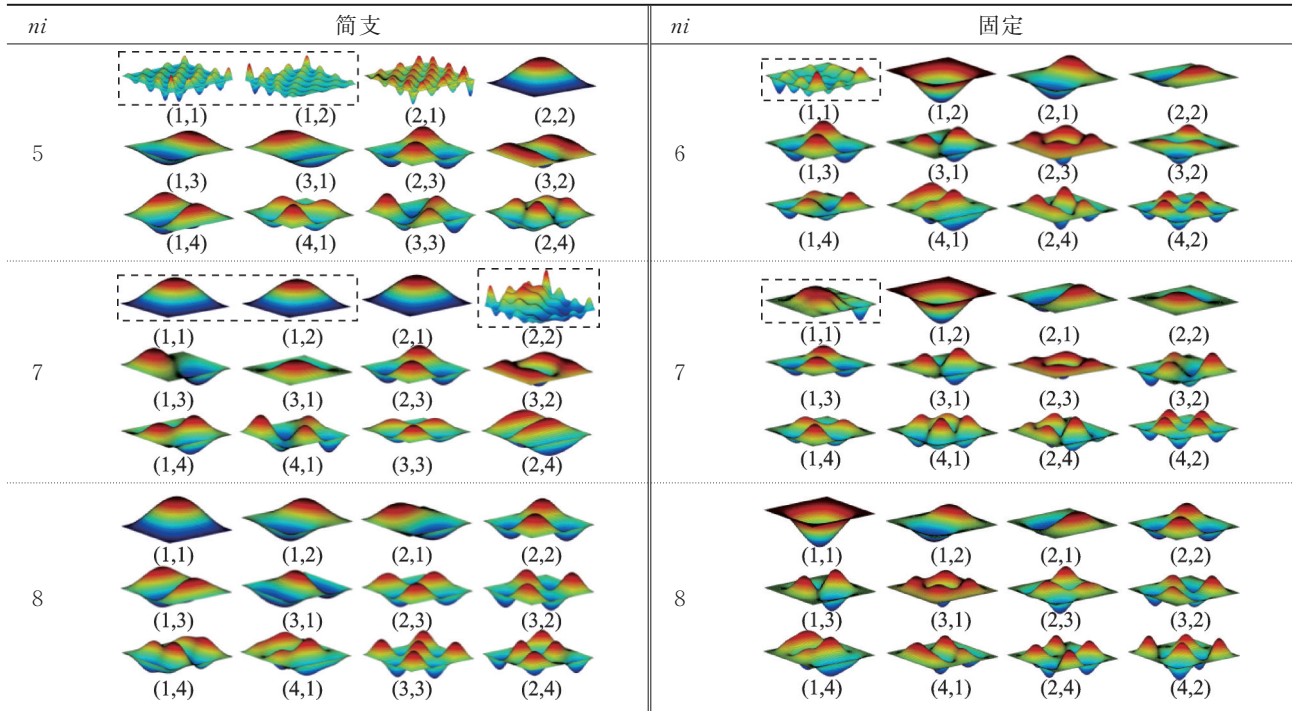 ni 简支 ni 固定
(1,1) (1,2) (2,1) (2,2) (1,1) (1,2) (2,1) (2,2)
5 (1,3) (3,1) (2,3) (3,2) 6 (1,3) (3,1) (2,3) (3,2)
(1,4) (4,1) (3,3) (2,4) (1,4) (4,1) (2,4) (4,2)
(1,1) (1,2) (2,1) (2,2) (1,1) (1,2) (2,1) (2,2)
7 (1,3) (3,1) (2,3) (3,2) 7 (1,3) (3,1) (2,3) (3,2)
(1,4) (4,1) (3,3) (2,4) (1,4) (4,1) (2,4) (4,2)
(1,1) (1,2) (2,1) (2,2) (1,1) (1,2) (2,1) (2,2)
8 (1,3) (3,1) (2,3) (3,2) 8 (1,3) (3,1) (2,3) (3,2)
(1,4) (4,1) (3,3) (2,4) (1,4) (4,1) (2,4) (4,2)